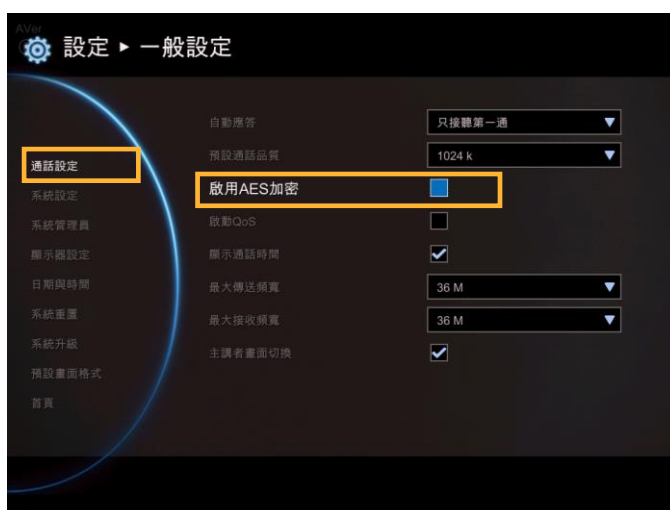 AVer
設定 ▸ 一般設定
自動應答 只接聽第一通
通話設定
預設通話品質 1024 k
系統設定
啟用AES加密
系統管理員
啟動QoS
顯示器設定
顯示通話時間
日期與時間
最大傳送頻寬 36 M
系統重置
最大接收頻寬 36 M
系統升級
主講者畫面切換
預設畫面格式
首頁